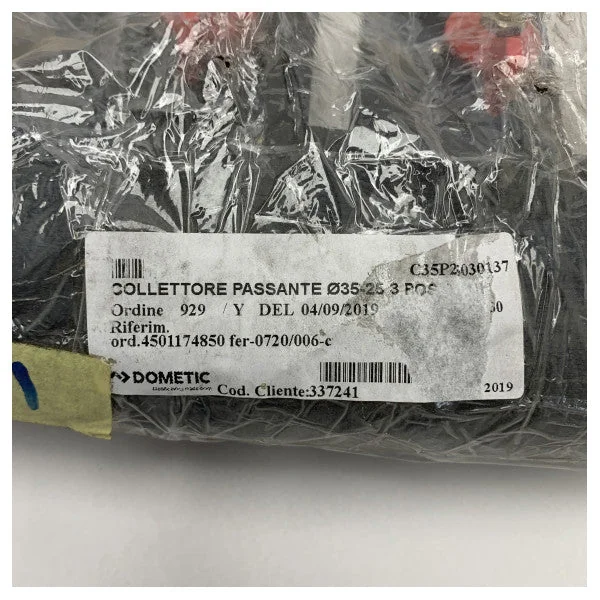 C35P2030137
COLLETTORE PASSANTE Ø35-25 3 POS
Ordine 929 / Y DEL 04/09/2019
Riferim.
ord.4501174850 fer-0720/006-c
DOMETIC
Cod. Cliente:337241
2019